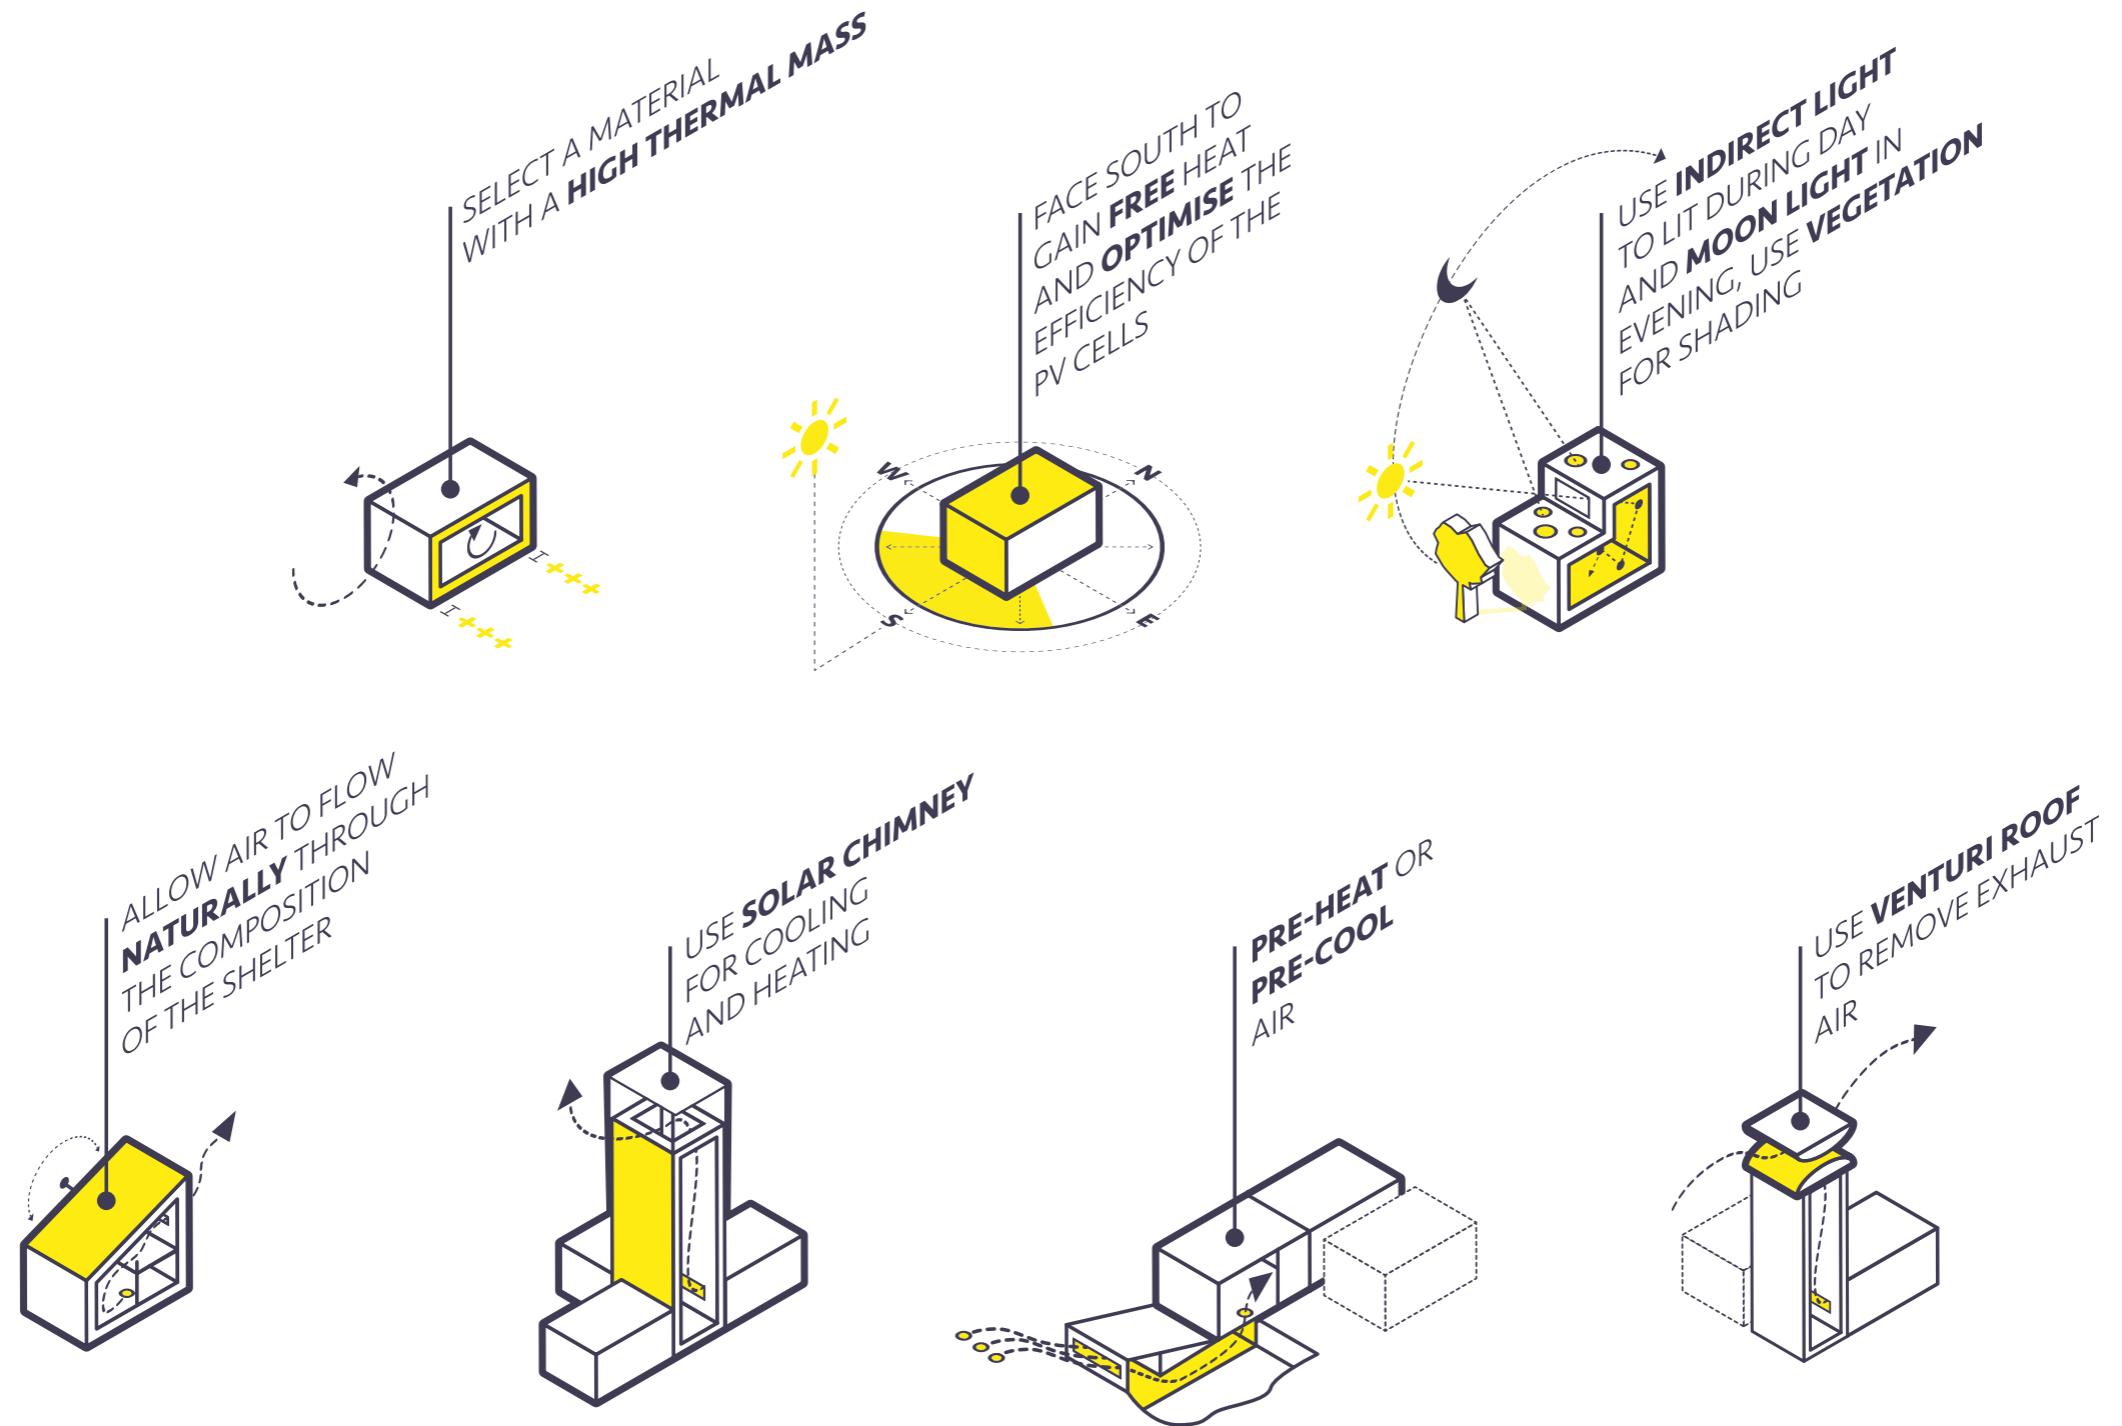 SELECT A MATERIAL
WITH A HIGH THERMAL MASS
FACE SOUTH TO
GAIN FREE HEAT
AND OPTIMISE THE
EFFICIENCY OF THE
PV CELLS
W
N
S
E
USE INDIRECT LIGHT
TO LIT DURING DAY
AND MOON LIGHT IN
EVENING, USE VEGETATION
FOR SHADING
ALLOW AIR TO FLOW
NATURALLY THROUGH
THE COMPOSITION
OF THE SHELTER
USE SOLAR CHIMNEY
FOR COOLING
AND HEATING
PRE-HEAT OR
PRE-COOL
AIR
USE VENTURI ROOF
TO REMOVE EXHAUST
AIR